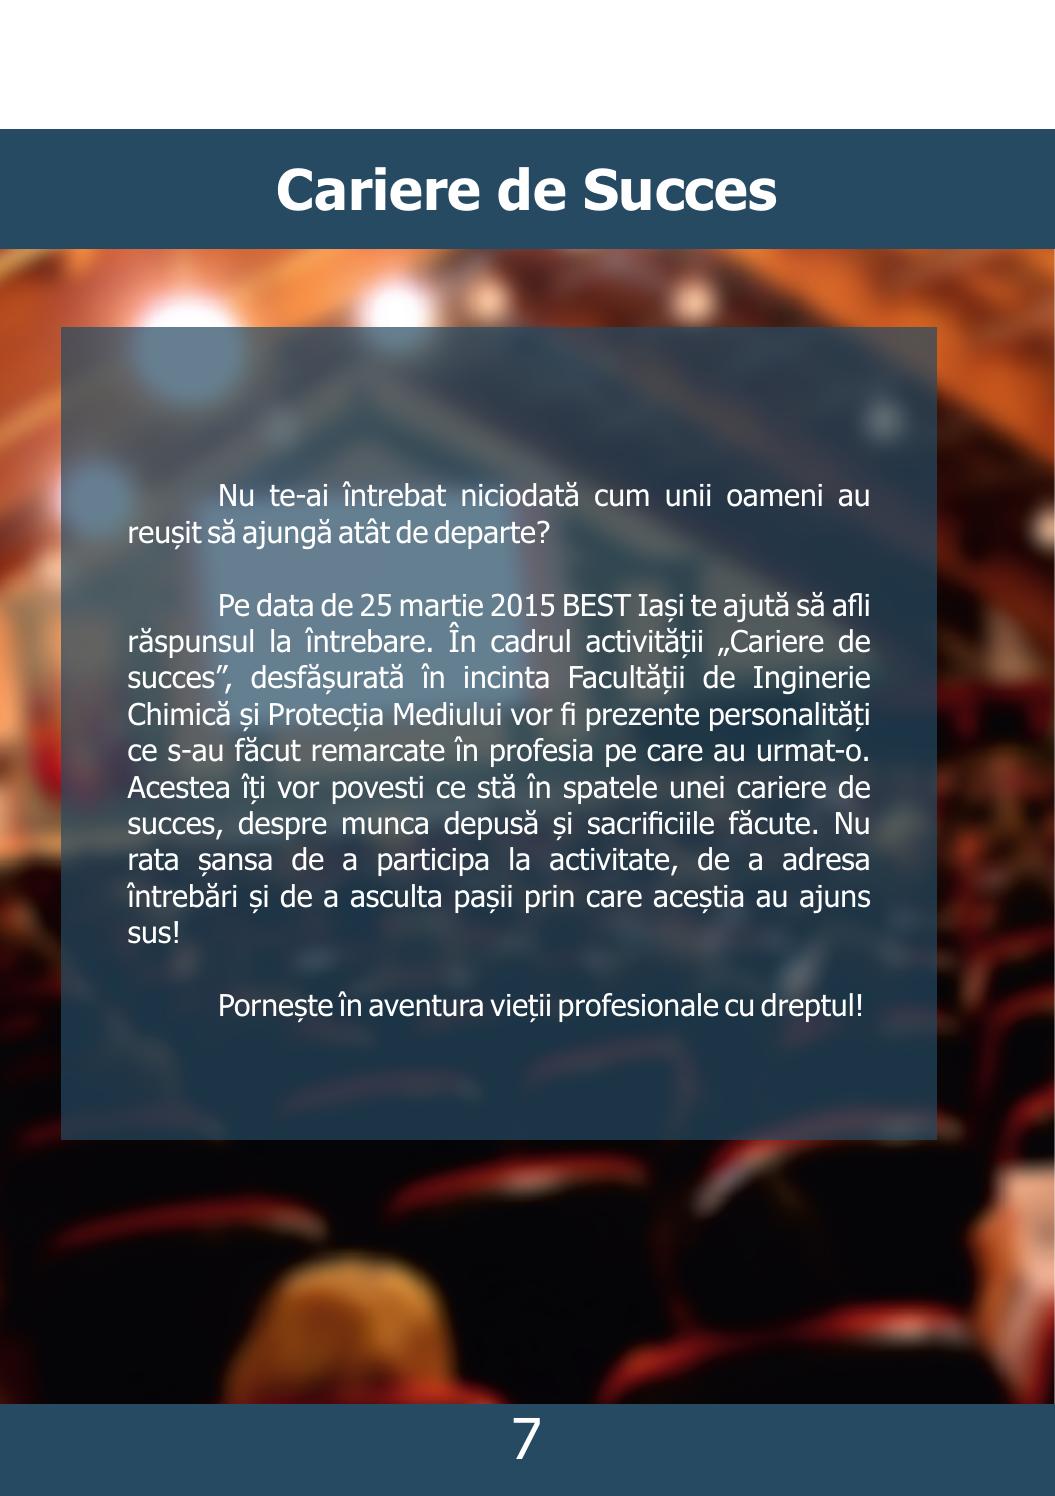 Cariere de Succes
Nu te-ai întrebat niciodată cum unii oameni au
reușit să ajungă atât de departe?
Pe data de 25 martie 2015 BEST Iași te ajută să afli
răspunsul la întrebare. În cadrul activității „Cariere de
succes”, desfășurată în incinta Facultății de Inginerie
Chimică și Protecția Mediului vor fi prezente personalități
ce s-au făcut remarcate în profesia pe care au urmat-o.
Acestea îți vor povesti ce stă în spatele unei cariere de
succes, despre munca depusă și sacrificiile făcute. Nu
rata șansa de a participa la activitate, de a adresa
întrebări și de a asculta pașii prin care aceștia au ajuns
sus!
Pornește în aventura vieții profesionale cu dreptul!
7